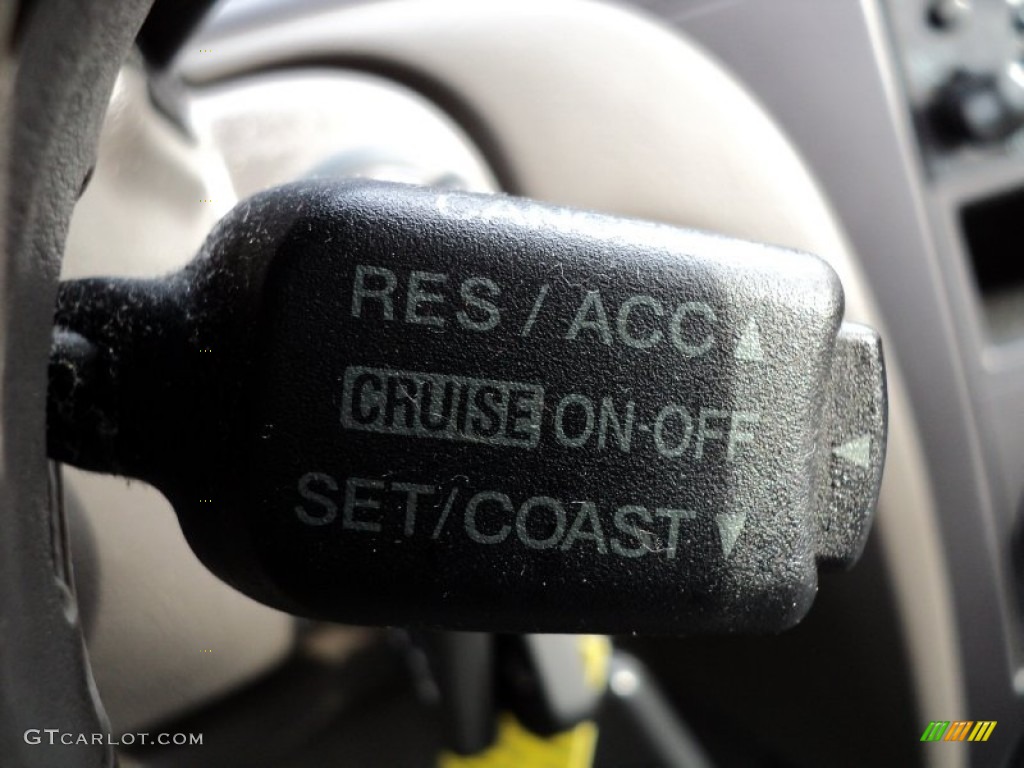 RES / ACC ▲
CRUISE ON-OFF ◄
SET/COAST ▼
GTCARLOT.COM